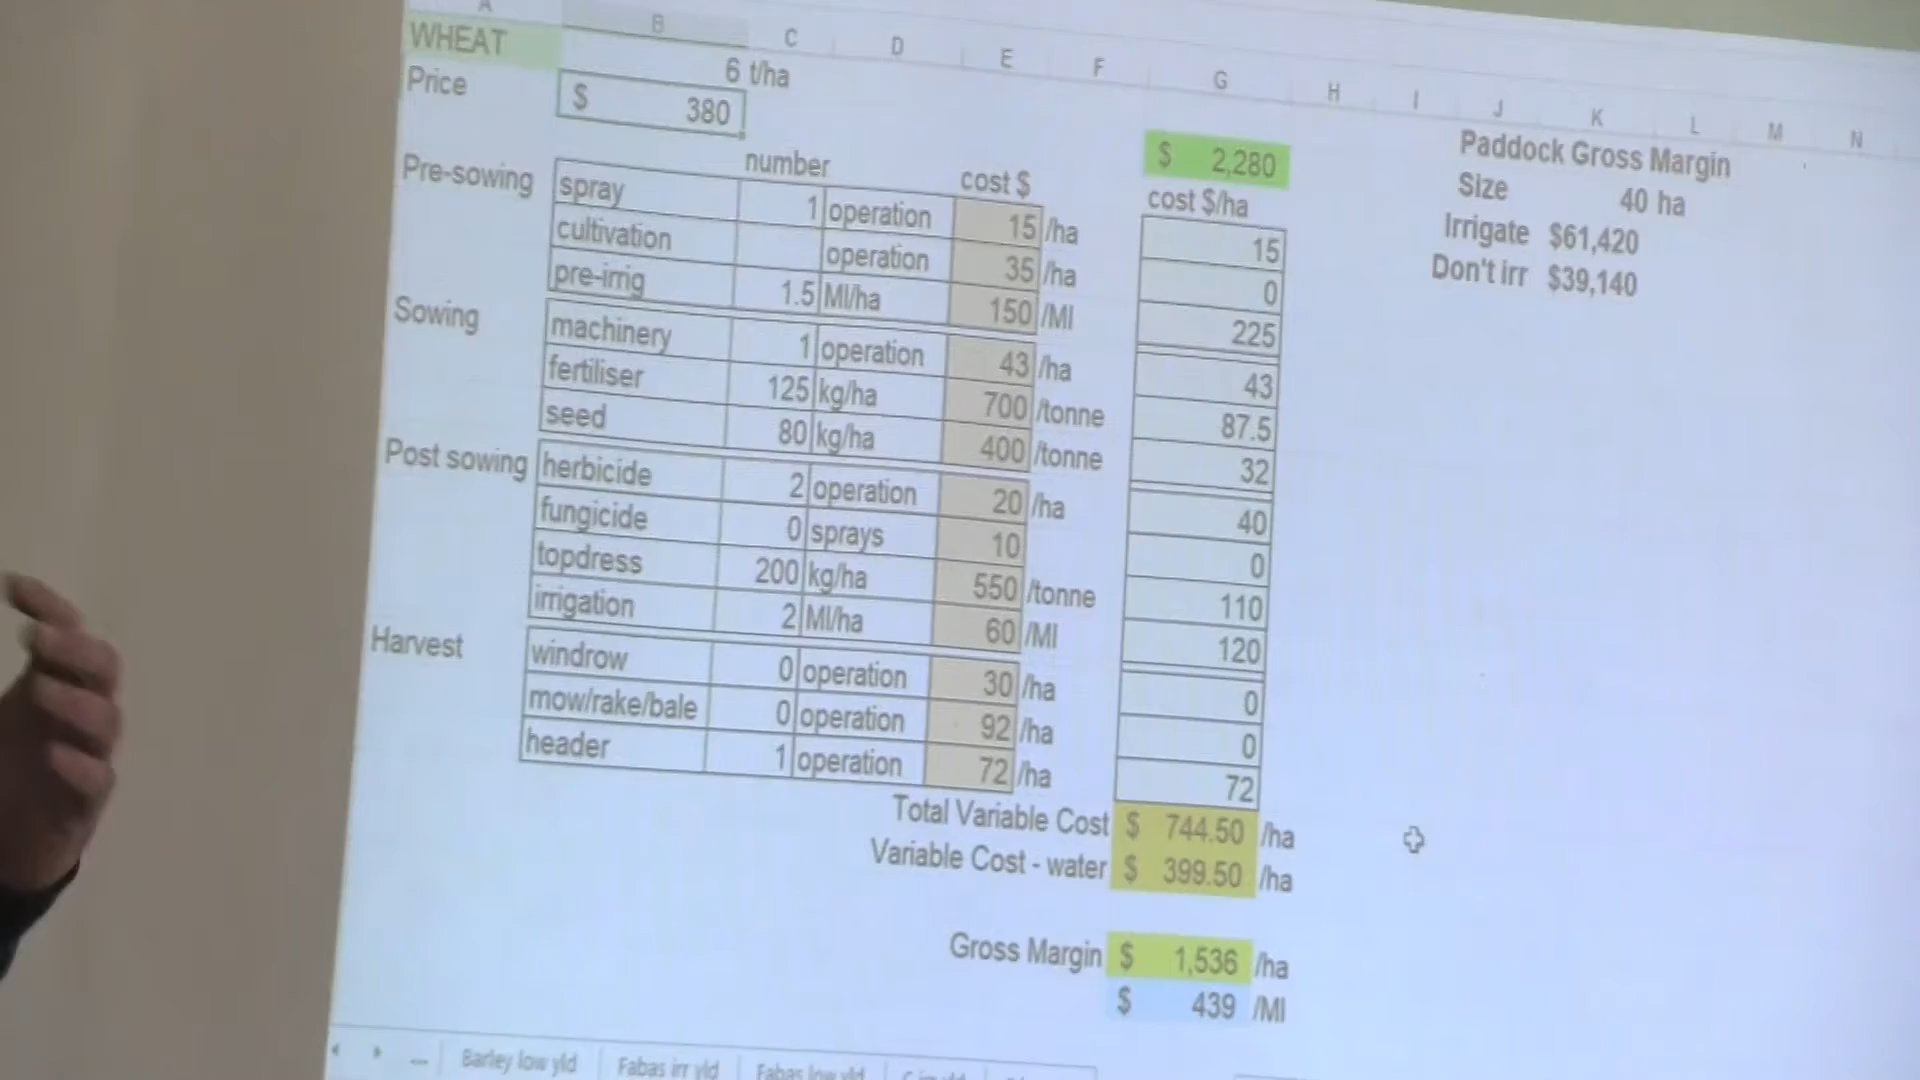 A B C D E F G H I J K L M N
WHEAT 6 t/ha
Price $ 380
$ 2,280
number cost $ cost $/ha
Pre-sowing spray 1 operation 15 /ha 15
cultivation operation 35 /ha 0
pre-irrig 1.5 Ml/ha 150 /Ml 225
Sowing machinery 1 operation 43 /ha 43
fertiliser 125 kg/ha 700 /tonne 87.5
seed 80 kg/ha 400 /tonne 32
Post sowing herbicide 2 operation 20 /ha 40
fungicide 0 sprays 10 0
topdress 200 kg/ha 550 /tonne 110
irrigation 2 Ml/ha 60 /Ml 120
Harvest windrow 0 operation 30 /ha 0
mow/rake/bale 0 operation 92 /ha 0
header 1 operation 72 /ha 72
Total Variable Cost $ 744.50 /ha
Variable Cost - water $ 399.50 /ha
Gross Margin $ 1,536 /ha
$ 439 /Ml
Paddock Gross Margin
Size 40 ha
Irrigate $61,420
Don't irr $39,140
... Barley low yld Fabas irr yld Fabas low yld